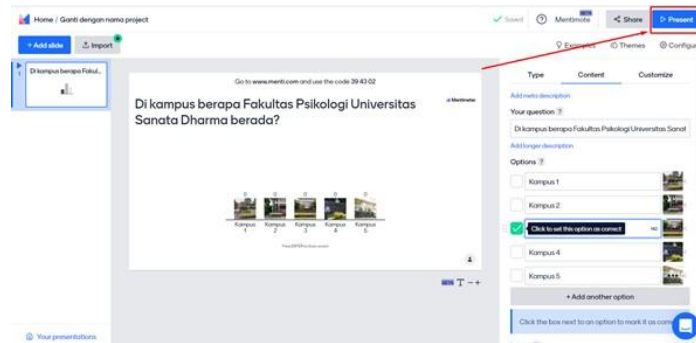 Home / Ganti dengan nama project
Saved
?
Mentimote
BETA
Share
Present
+ Add slide
Import
Examples
Themes
Configu
1
Di kampus berapa Fakul...
Go to www.menti.com and use the code 39 43 02
Di kampus berapa Fakultas Psikologi Universitas
Sanata Dharma berada?
Mentimeter
0 0 0 0 0
Kampus Kampus Kampus Kampus Kampus
1 2 3 4 5
BETA T - +
Type Content Customize
Add meta description
Your question ?
Di kampus berapa Fakultas Psikologi Universitas Sanat
Add longer description
Options ?
Kampus 1
Kampus 2
Click to set this option as correct
Kampus 4
Kampus 5
+ Add another option
Click the box next to an option to mark it as
Your presentations